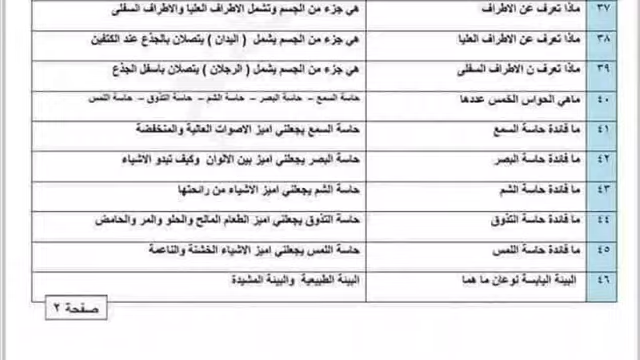 ٣٧ ماذا تعرف عن الاطراف هي جزء من الجسم وتشمل الاطراف العليا والاطراف السفلى
٣٨ ماذا تعرف عن الاطراف العليا هي جزء من الجسم يشمل ( اليدان ) يتصلان بالجذع عند الكتفين
٣٩ ماذا تعرف ن الاطراف السفلى هي جزء من الجسم يشمل ( الرجلان ) يتصلان بأسفل الجذع
٤٠ ماهي الحواس الخمس عددها حاسة السمع – حاسة البصر – حاسة الشم – حاسة التذوق – حاسة اللمس
٤١ ما فائدة حاسة السمع حاسة السمع يجعلني اميز الاصوات العالية والمنخفضة
٤٢ ما فائدة حاسة البصر حاسة البصر يجعلني اميز بين الالوان وكيف تبدو الاشياء
٤٣ ما فائدة حاسة الشم حاسة الشم يجعلني اميز الاشياء من رائحتها
٤٤ ما فائدة حاسة التذوق حاسة التذوق يجعلني اميز الطعام المالح والحلو والمر والحامض
٤٥ ما فائدة حاسة اللمس حاسة اللمس يجعلني اميز الاشياء الخشنة والناعمة
٤٦ البيئة اليابسة نوعان ما هما البيئة الطبيعية والبيئة المشيدة
صفحة ٢